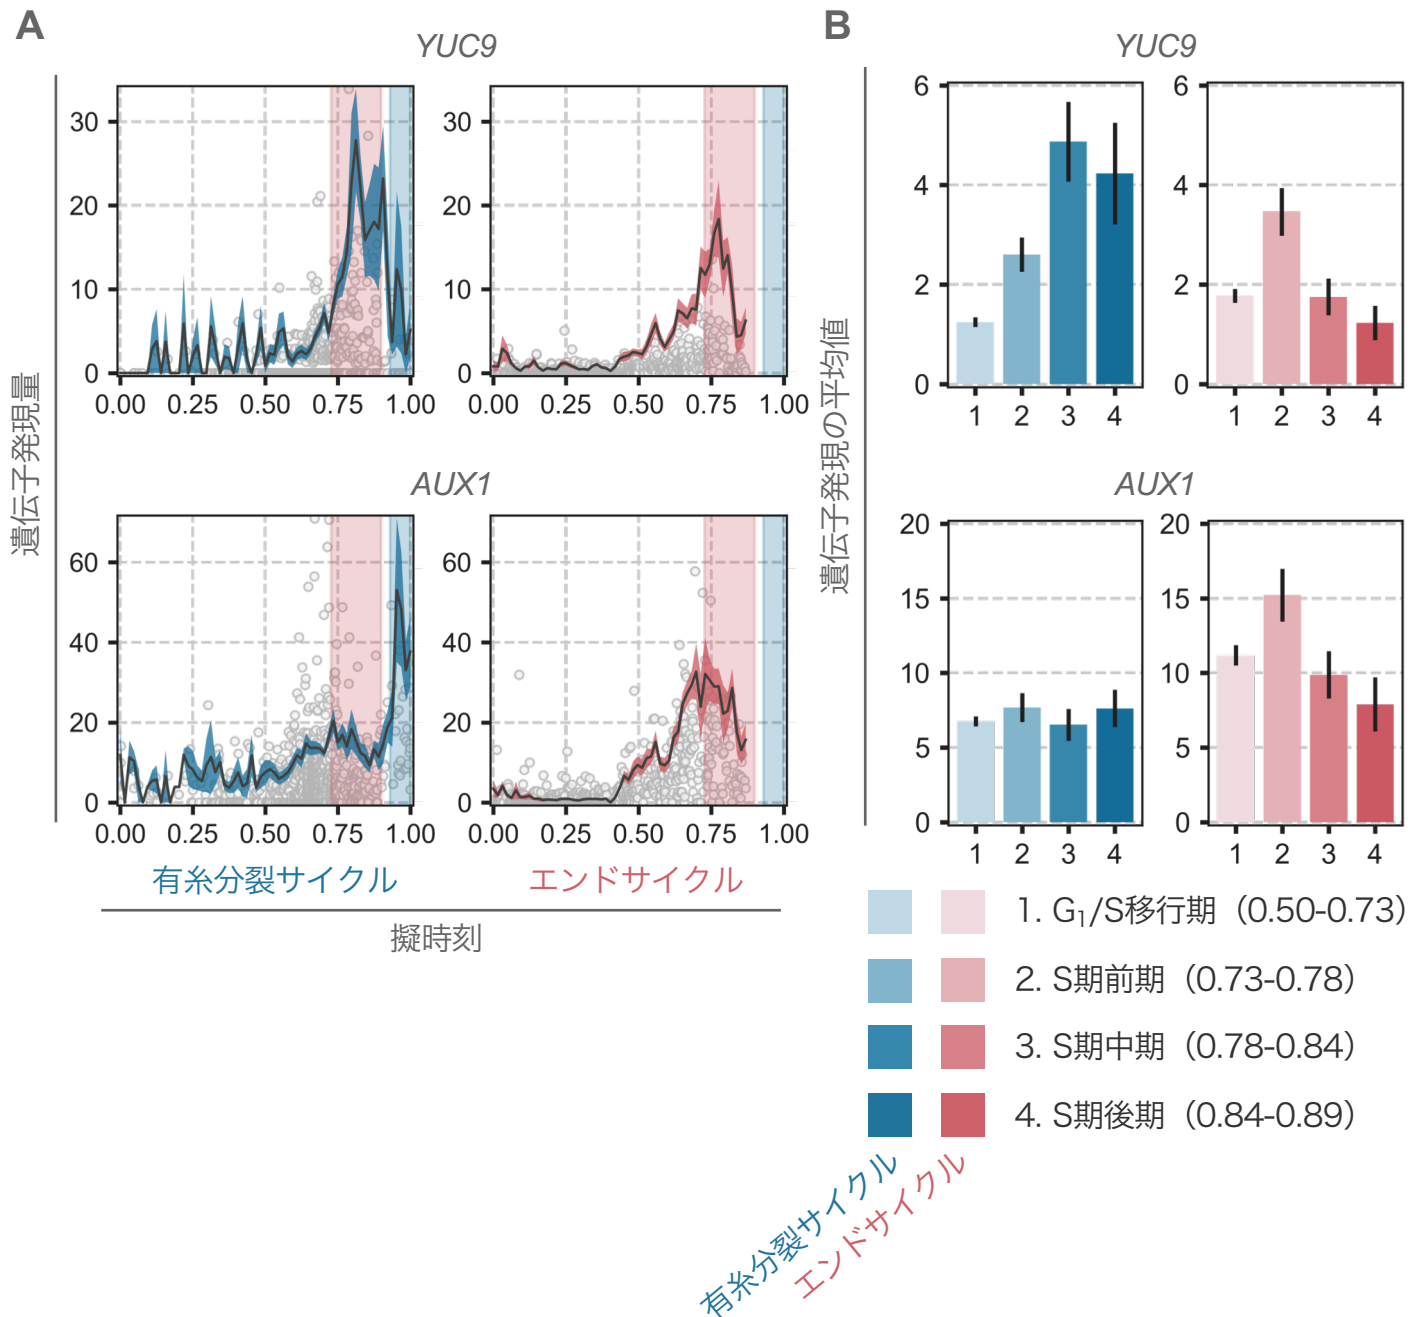 A
YUC9
30
20
10
0
0.00 0.25 0.50 0.75 1.00
30
20
10
0
0.00 0.25 0.50 0.75 1.00
AUX1
60
40
20
0
0.00 0.25 0.50 0.75 1.00
60
40
20
0
0.00 0.25 0.50 0.75 1.00
遺伝子発現量
有糸分裂サイクル
エンドサイクル
擬時刻
B
YUC9
6
4
2
0
1 2 3 4
6
4
2
0
1 2 3 4
AUX1
20
15
10
5
0
1 2 3 4
20
15
10
5
0
1 2 3 4
遺伝子発現の平均値
1. G₁/S移行期（0.50-0.73）
2. S期前期（0.73-0.78）
3. S期中期（0.78-0.84）
4. S期後期（0.84-0.89）
有糸分裂サイクル
エンドサイクル